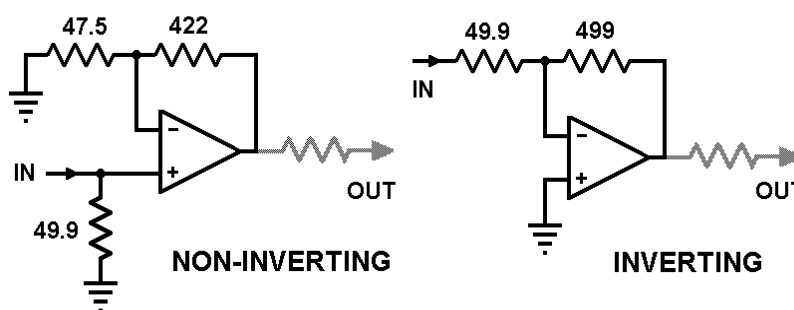 47.5
422
-
+
IN
OUT
49.9
NON-INVERTING
49.9
499
IN
-
+
OUT
INVERTING